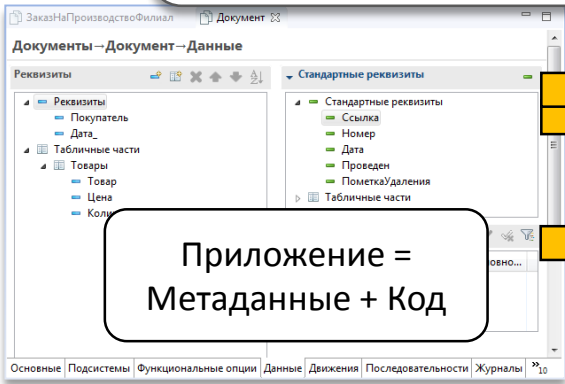 ЗаказНаПроизводствоФилиал
Документ
Документы→Документ→Данные
Реквизиты
Реквизиты
Покупатель
Дата_
Табличные части
Товары
Товар
Цена
Стандартные реквизиты
Стандартные реквизиты
Ссылка
Номер
Дата
Проведен
ПометкаУдаления
Табличные части
Приложение =
Метаданные + Код
Основные Подсистемы Функциональные опции Данные Движения Последовательности Журналы »10